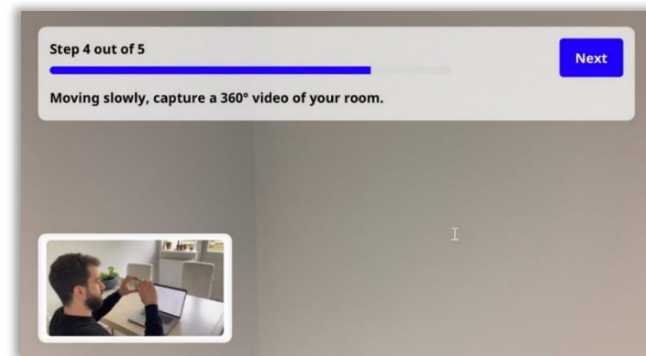 Step 4 out of 5
Next
Moving slowly, capture a 360° video of your room.